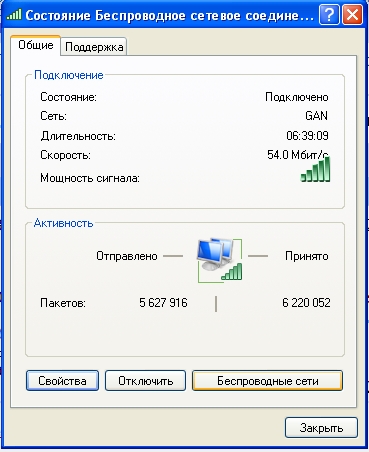 Состояние Беспроводное сетевое соедине...
Общие Поддержка
Подключение
Состояние: Подключено
Сеть: GAN
Длительность: 06:39:09
Скорость: 54.0 Мбит/с
Мощность сигнала:
Активность
Отправлено Принято
Пакетов: 5 627 916 6 220 052
Свойства Отключить Беспроводные сети
Закрыть